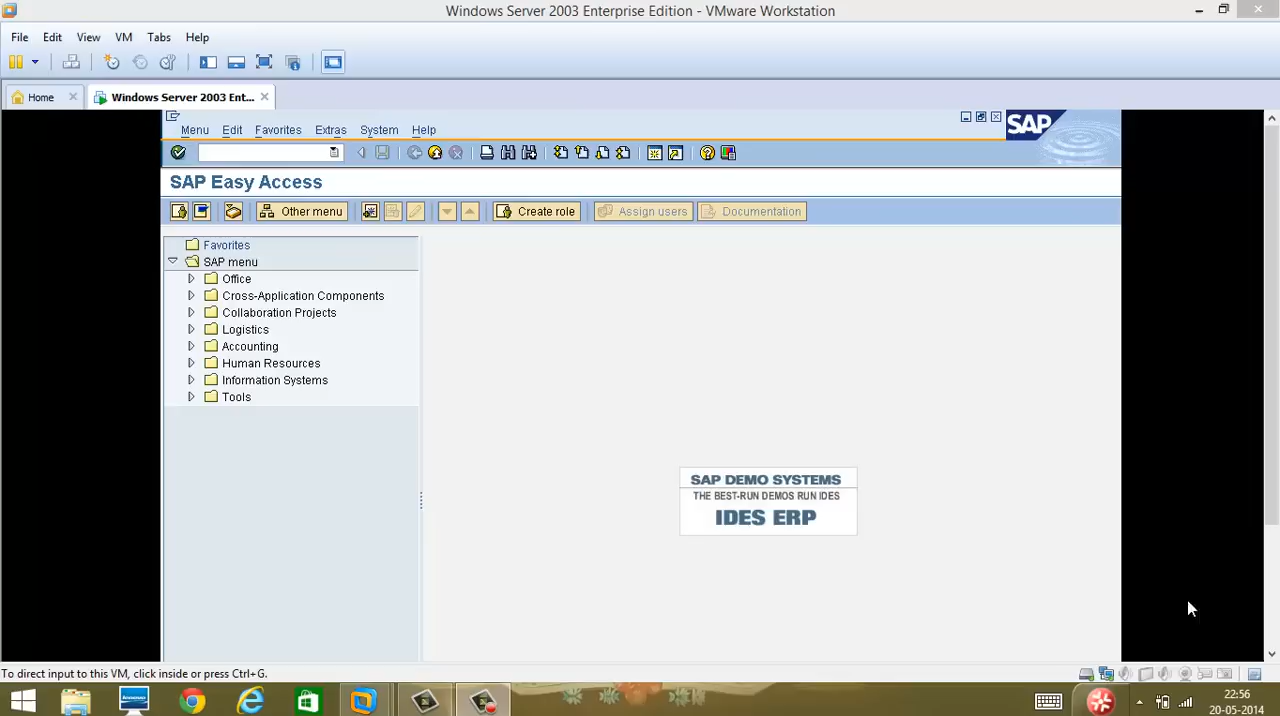 Windows Server 2003 Enterprise Edition - VMware Workstation
File Edit View VM Tabs Help
Home Windows Server 2003 Ent...
Menu Edit Favorites Extras System Help
SAP
SAP Easy Access
Other menu Create role Assign users Documentation
Favorites
SAP menu
Office
Cross-Application Components
Collaboration Projects
Logistics
Accounting
Human Resources
Information Systems
Tools
SAP DEMO SYSTEMS
THE BEST-RUN DEMOS RUN IDES
IDES ERP
To direct input to this VM, click inside or press Ctrl+G.
22:56
20-05-2014